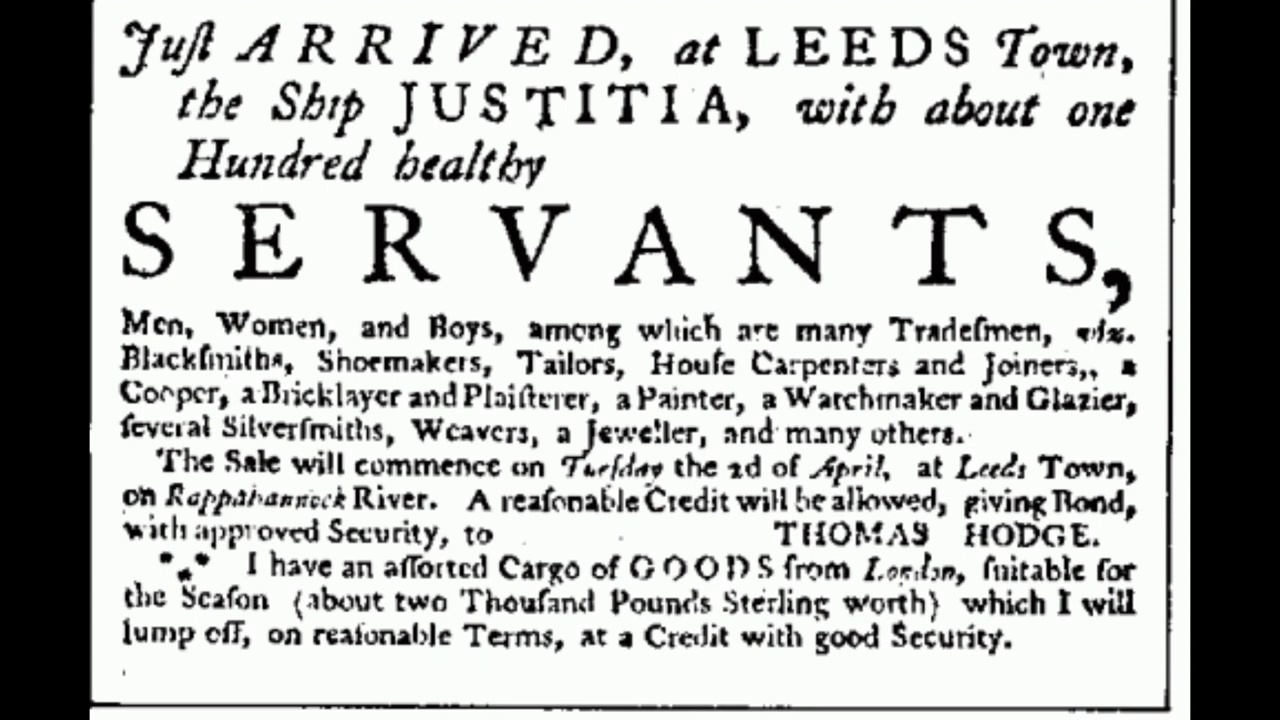 Juſt ARRIVED, at LEEDS Town,
the Ship JUSTITIA, with about one
Hundred healthy
SERVANTS,
Men, Women, and Boys, among which are many Tradeſmen, viz.
Blackſmiths, Shoemakers, Tailors, Houſe Carpenters and Joiners,, a
Cooper, a Bricklayer and Plaiſterer, a Painter, a Watchmaker and Glazier,
ſeveral Silverſmiths, Weavers, a Jeweller, and many others.
The Sale will commence on Tueſday the 2d of April, at Leeds Town,
on Rappahannock River. A reaſonable Credit will be allowed, giving Bond,
with approved Security, to THOMAS HODGE.
*⁎* I have an aſſorted Cargo of GOODS from London, ſuitable for
the Seaſon (about two Thouſand Pounds Sterling worth) which I will
lump off, on reaſonable Terms, at a Credit with good Security.